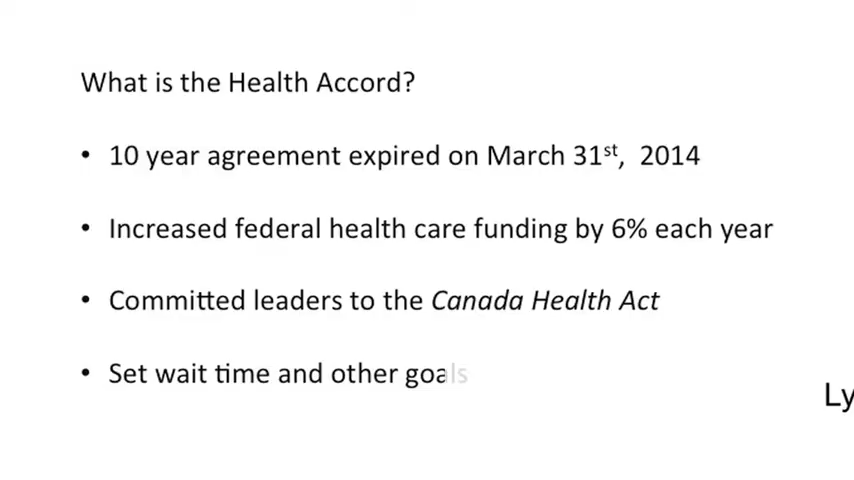 What is the Health Accord?
• 10 year agreement expired on March 31st, 2014
• Increased federal health care funding by 6% each year
• Committed leaders to the Canada Health Act
• Set wait time and other goals
Ly